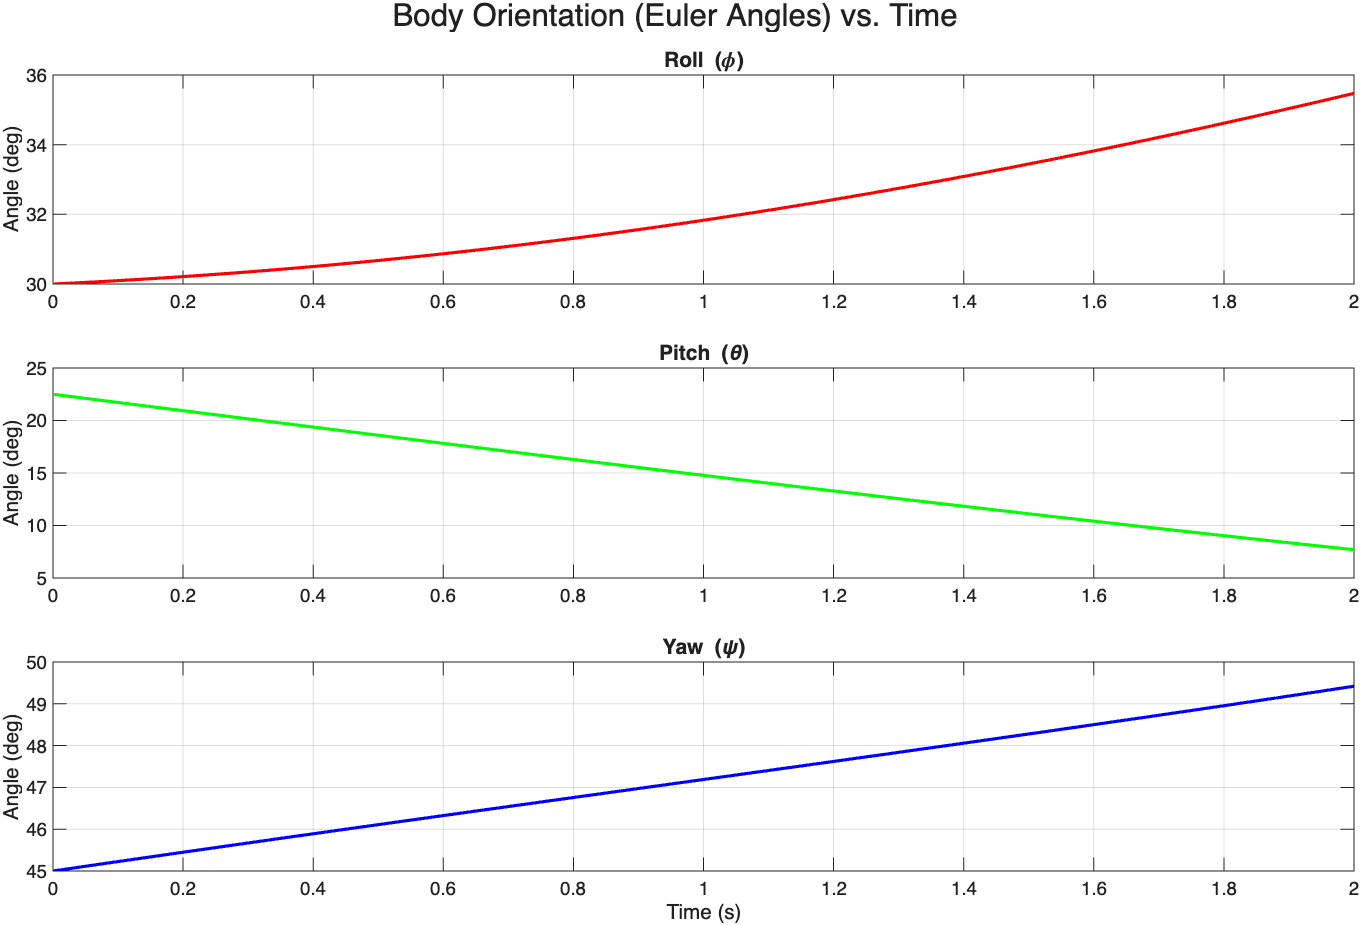 Body Orientation (Euler Angles) vs. Time
Roll (ϕ)
Angle (deg)
36
34
32
30
0 0.2 0.4 0.6 0.8 1 1.2 1.4 1.6 1.8 2
Pitch (θ)
Angle (deg)
25
20
15
10
5
0 0.2 0.4 0.6 0.8 1 1.2 1.4 1.6 1.8 2
Yaw (ψ)
Angle (deg)
50
49
48
47
46
45
0 0.2 0.4 0.6 0.8 1 1.2 1.4 1.6 1.8 2
Time (s)